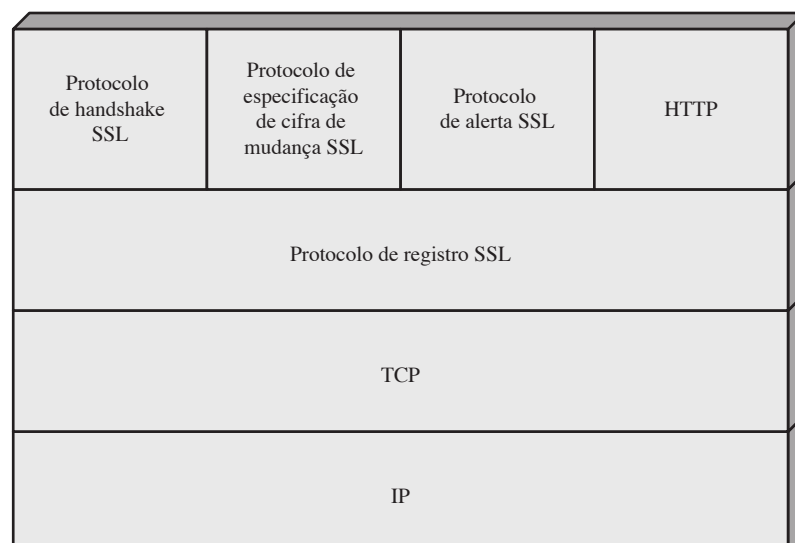 Protocolo
de handshake
SSL
Protocolo de
especificação
de cifra de
mudança SSL
Protocolo
de alerta SSL
HTTP
Protocolo de registro SSL
TCP
IP